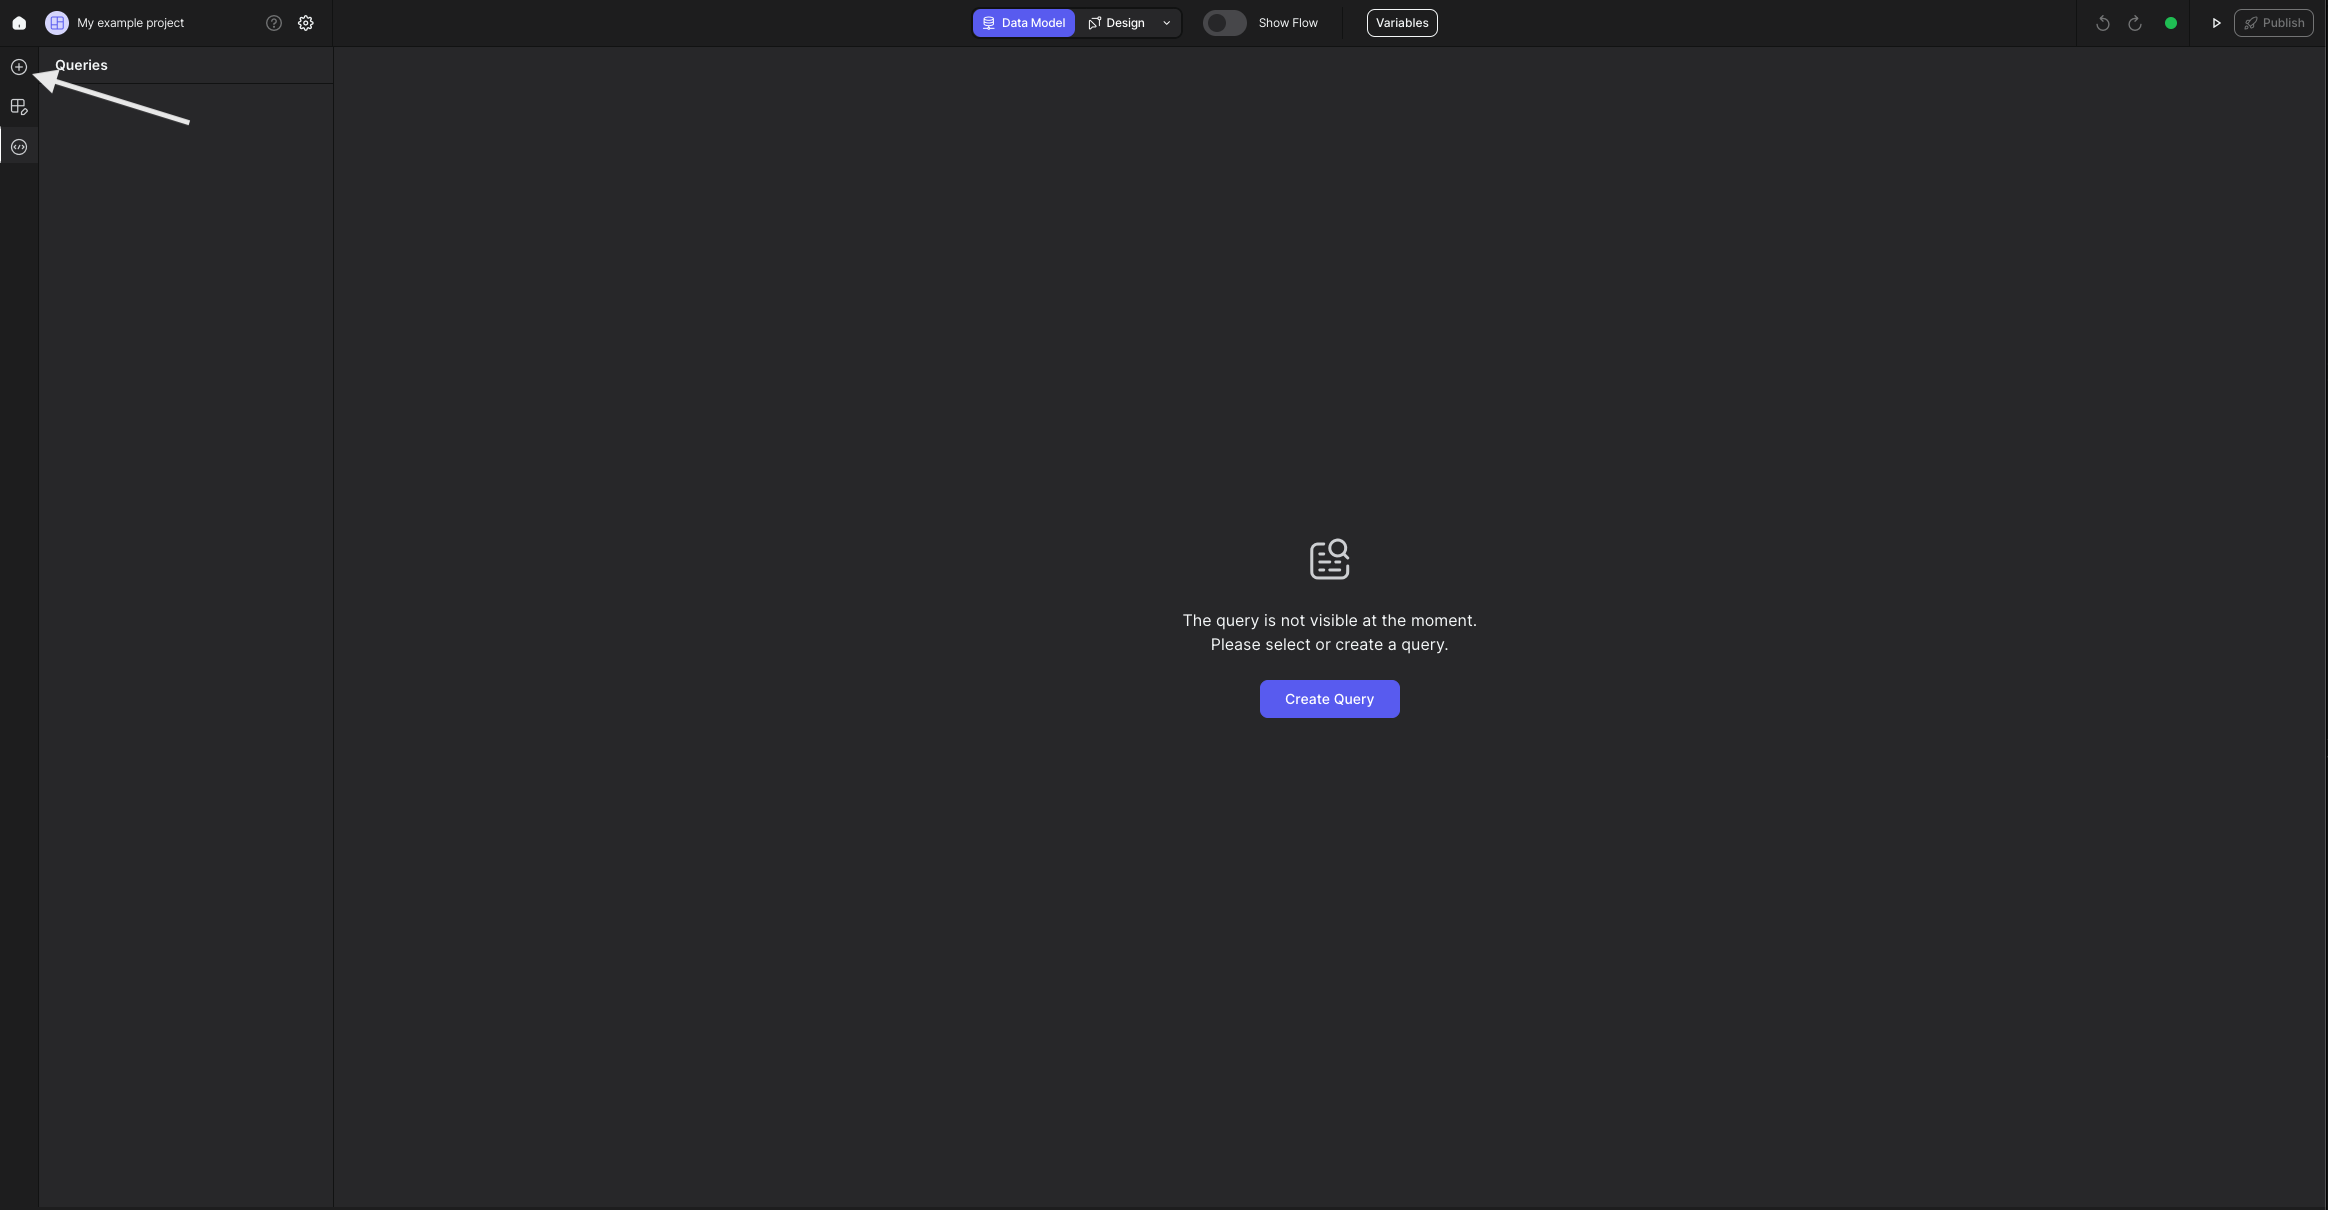 My example project
Data Model
Design
Show Flow
Variables
Publish
Queries
The query is not visible at the moment.
Please select or create a query.
Create Query